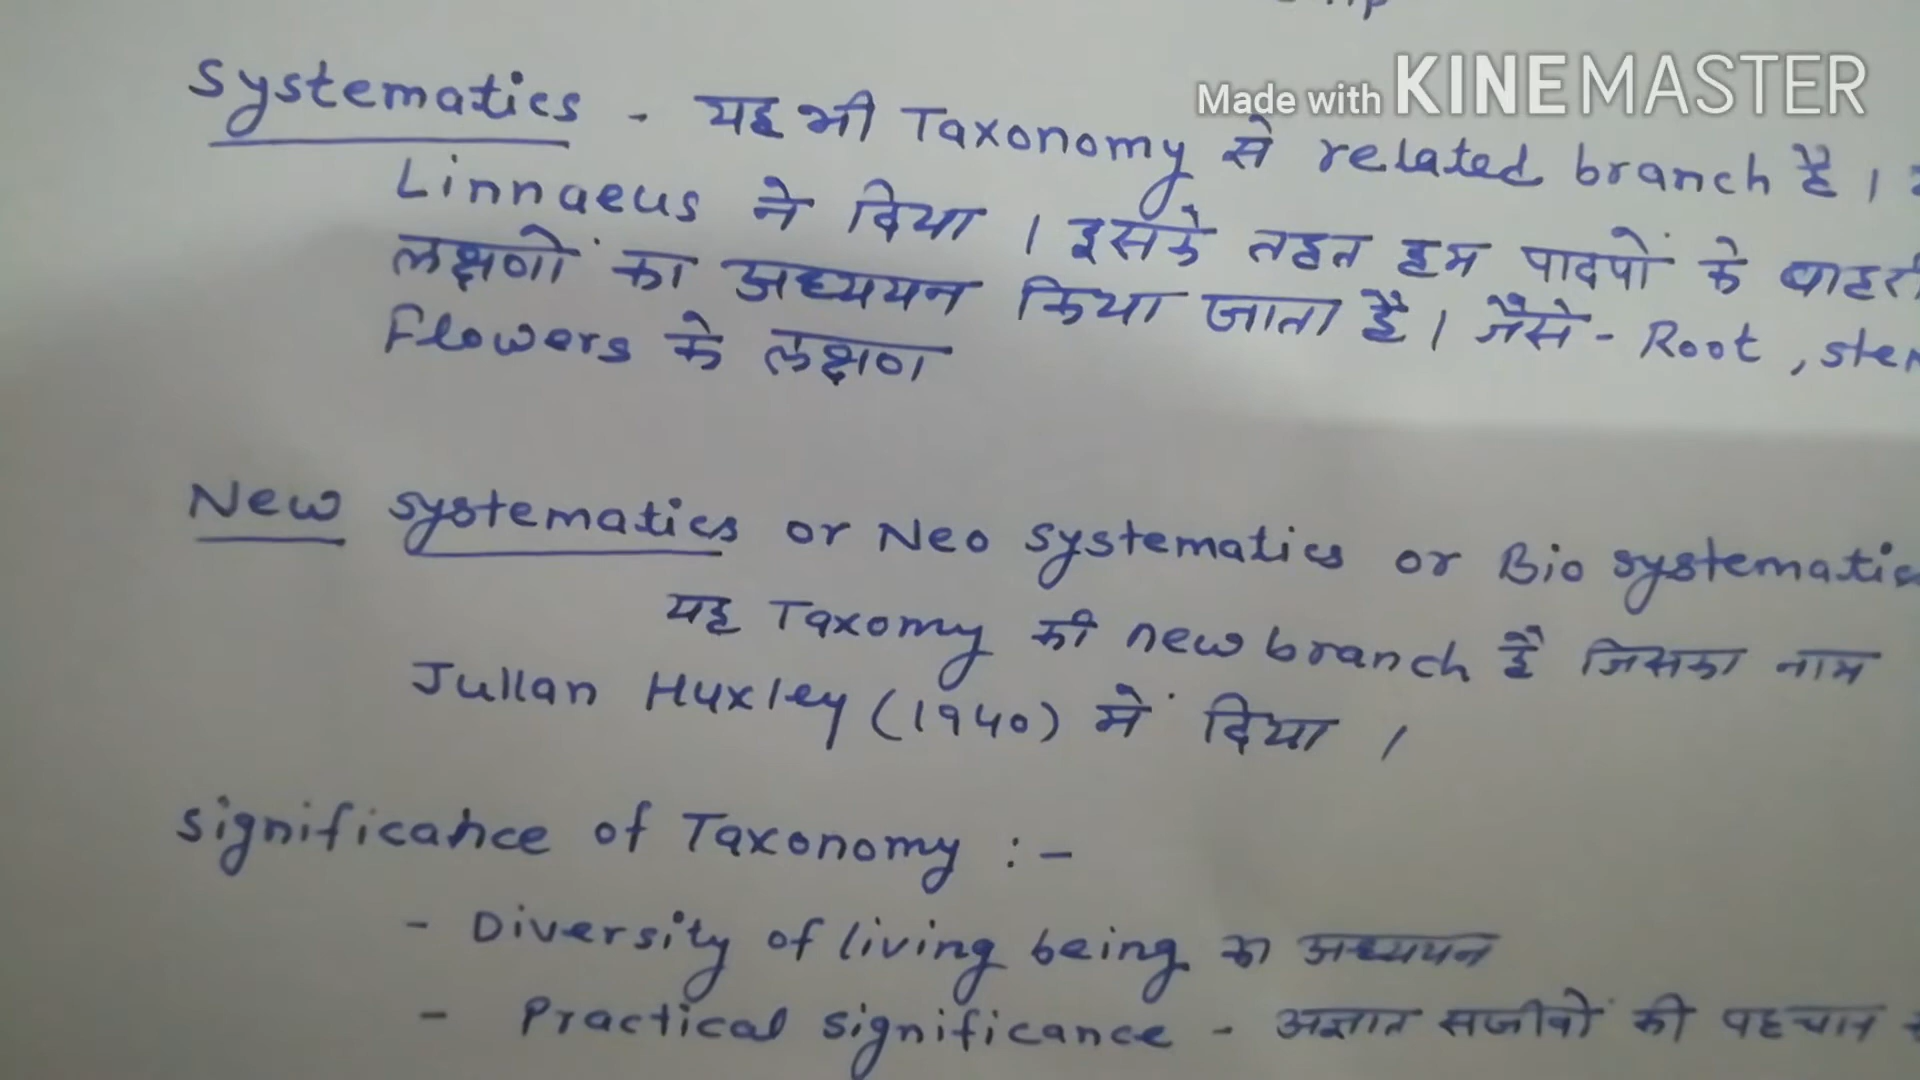 Made with KINEMASTER
Systematics - यह भी Taxonomy से related branch है ।
Linnaeus ने दिया । इसके तहत हम पादपों के बाहरी
लक्षणों का अध्ययन किया जाता है । जैसे - Root , stem
Flowers के लक्षण
New systematics or Neo systematics or Bio systematics
यह Taxomy की new branch है जिसका नाम
Jullan Huxley (1940) में दिया ।
significance of Taxonomy :-
- Diversity of living being का अध्ययन
- Practical significance - अज्ञात सजीवों की पहचान